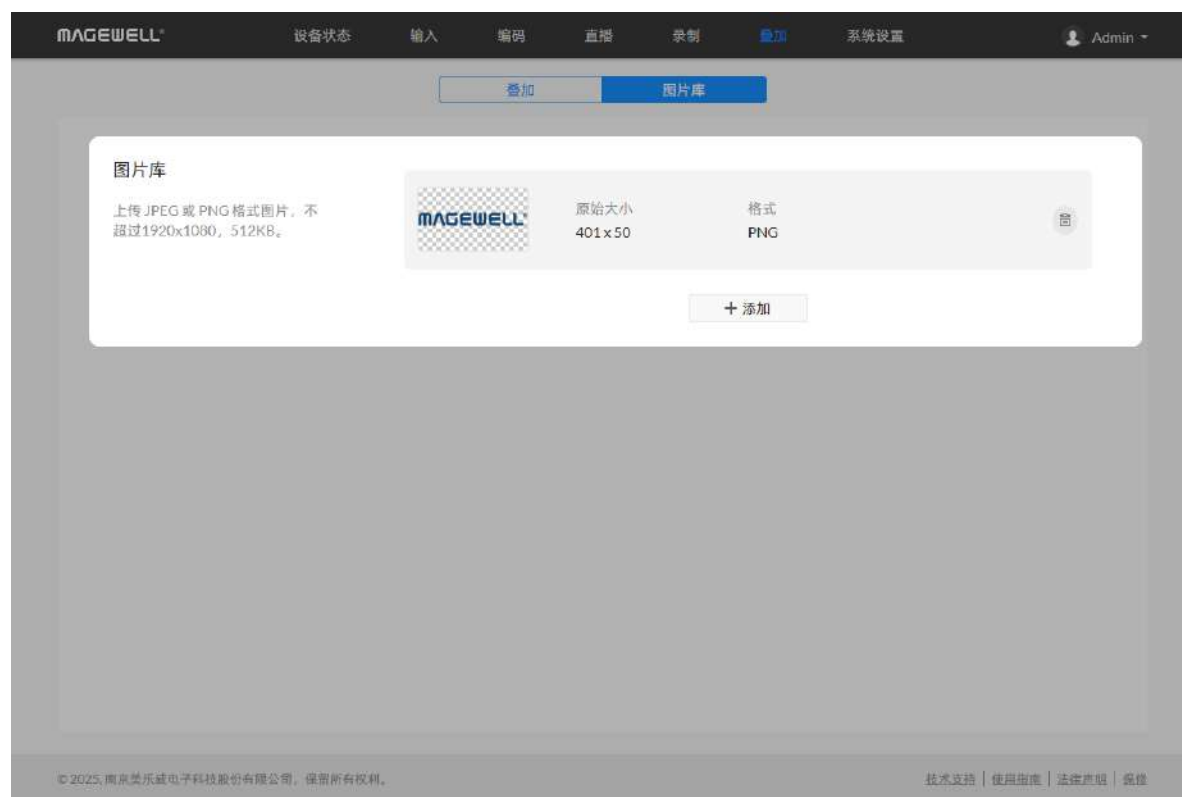 MAGEWELL
设备状态
输入
编码
直播
录制
叠加
系统设置
Admin
叠加
图片库
图片库
上传 JPEG 或 PNG 格式图片,不
超过1920x1080,512KB。
MAGEWELL
原始大小
401 x 50
格式
PNG
+ 添加
© 2025, 南京美乐威电子科技股份有限公司,保留所有权利。
技术支持 | 使用指南 | 法律声明 | 保修